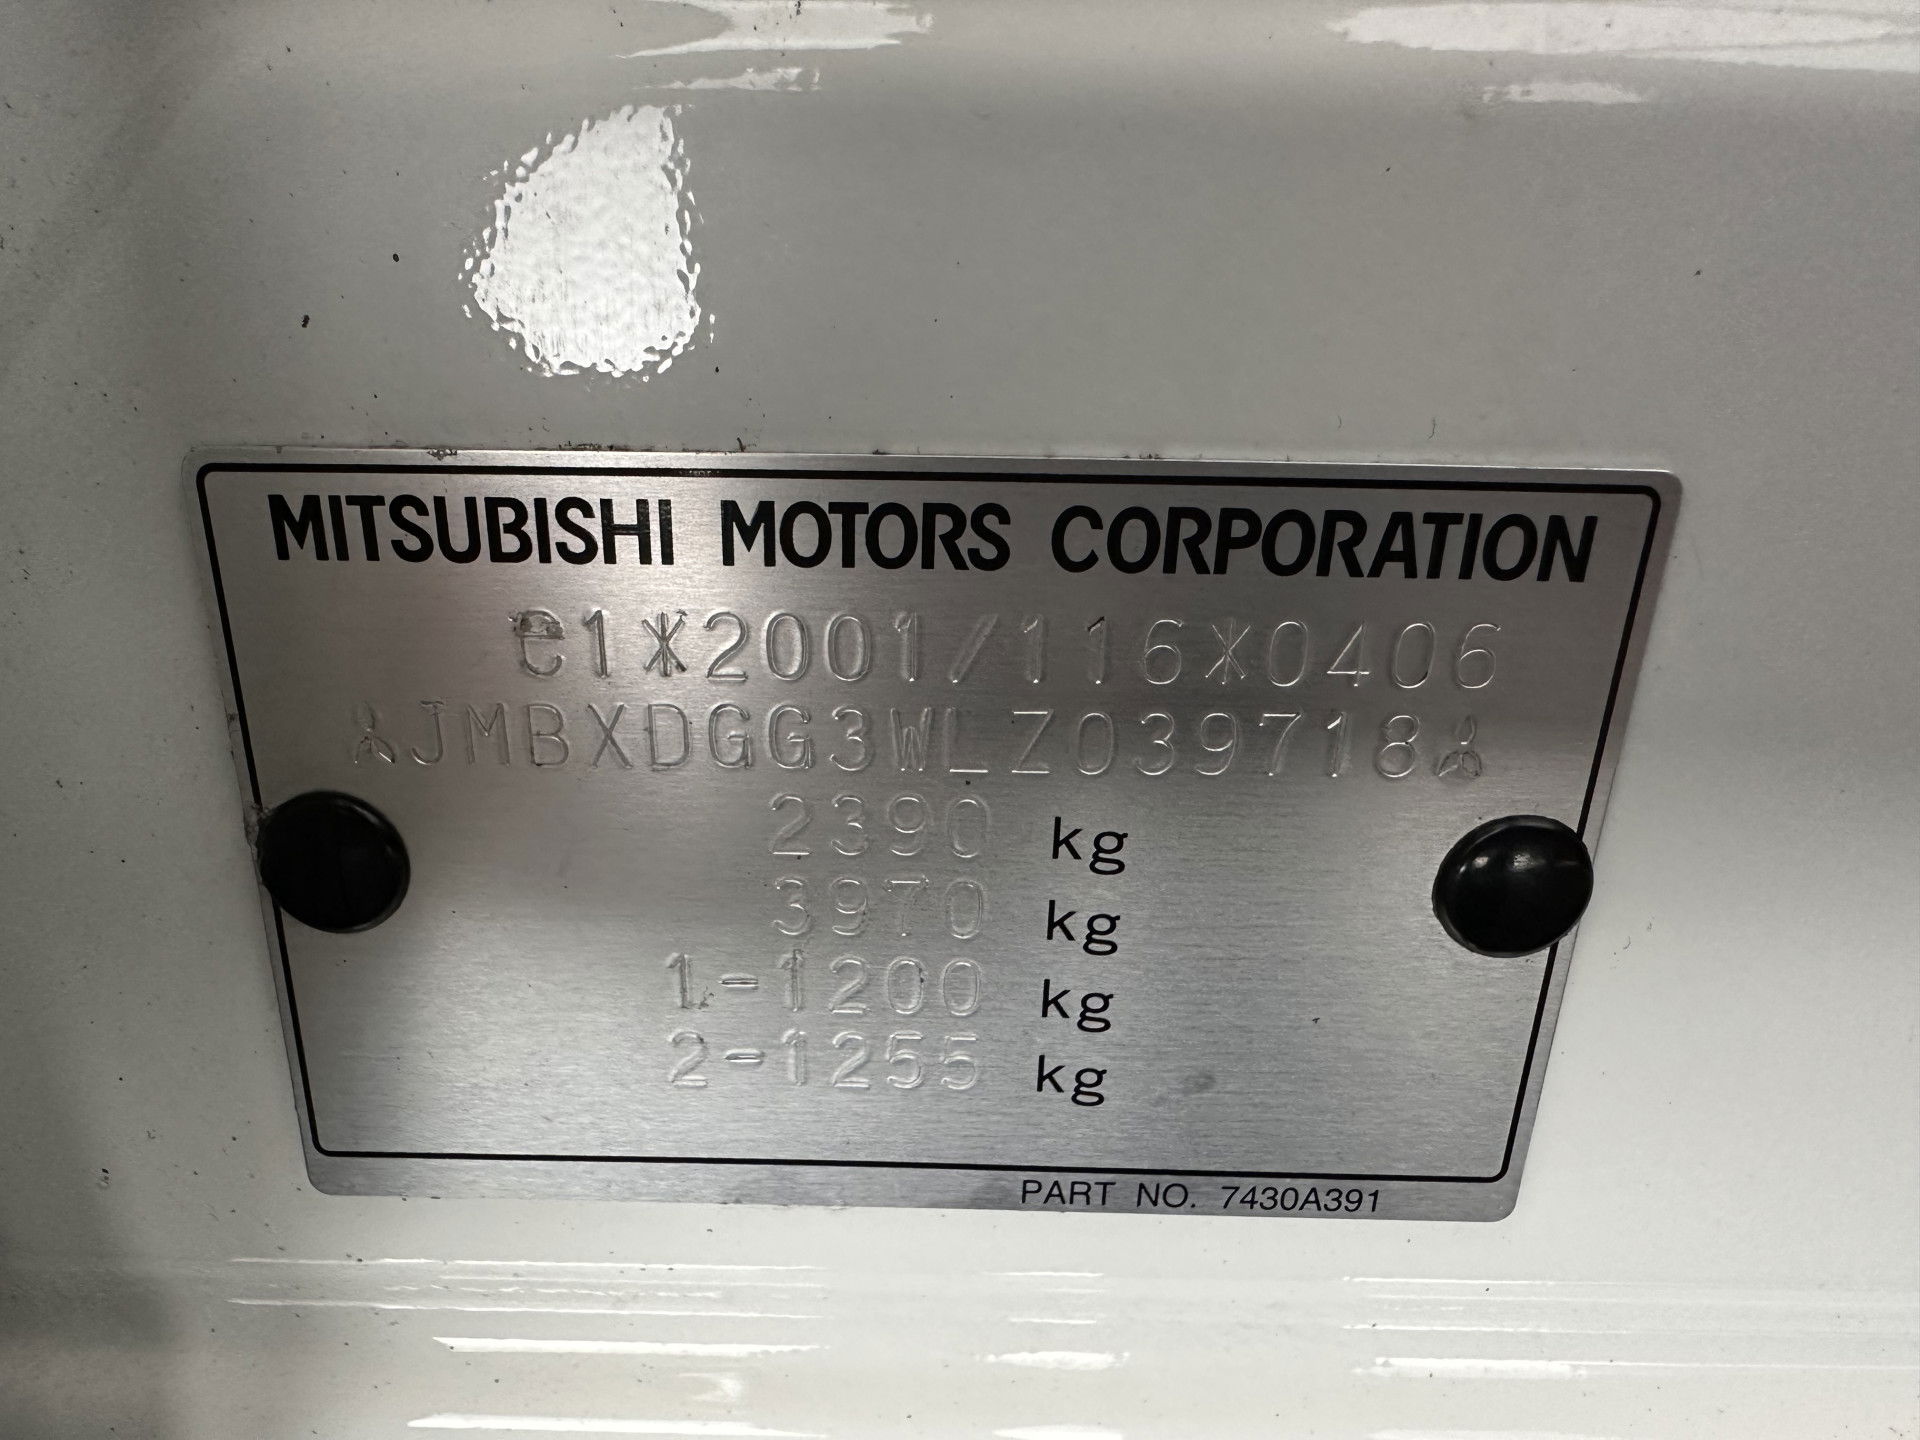 MITSUBISHI MOTORS CORPORATION
e1*2001/116*0406
JMBXDGG3WLZ039718
2390 kg
3970 kg
1-1200 kg
2-1255 kg
PART NO. 7430A391